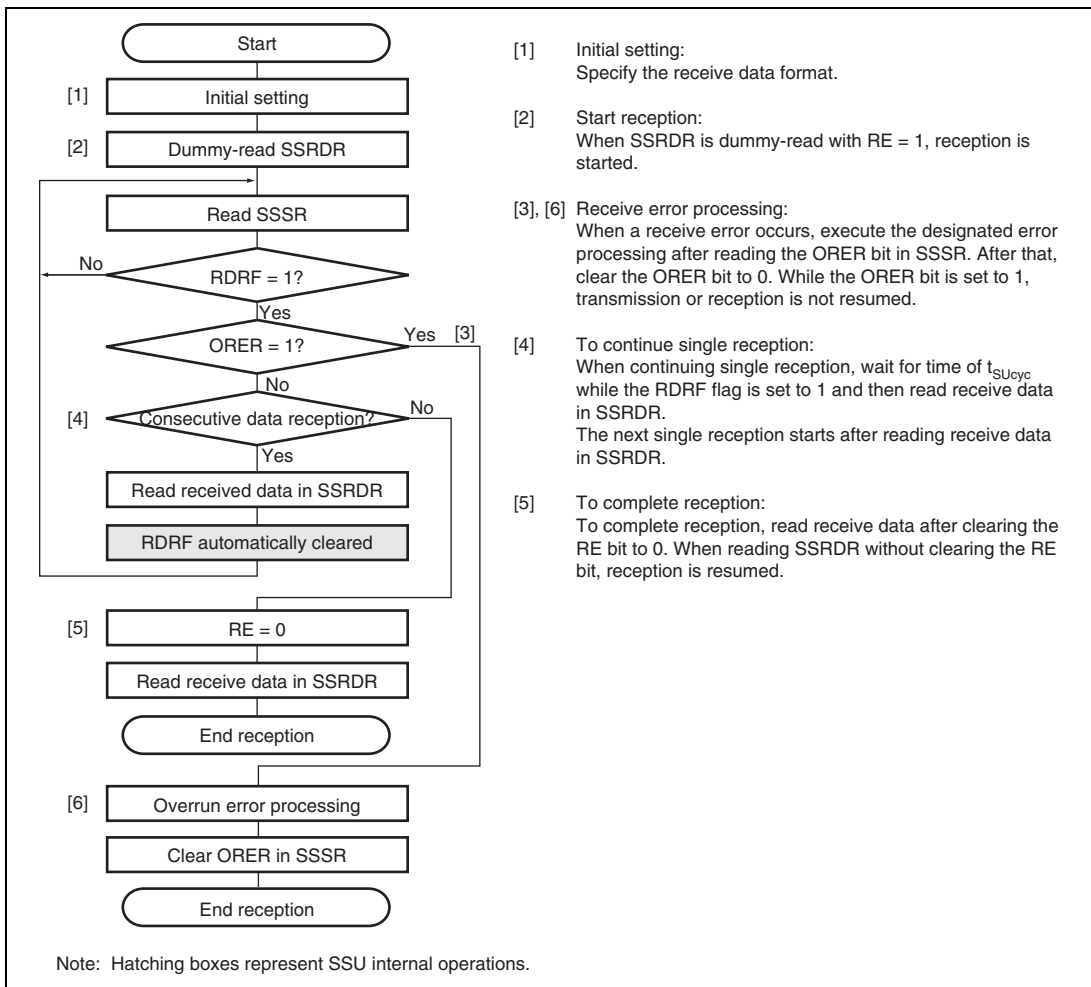 Start
[1] Initial setting
[2] Dummy-read SSRDR
Read SSSR
No
RDRF = 1?
Yes
ORER = 1?
Yes [3]
No
[4] Consecutive data reception?
No
Yes
Read received data in SSRDR
RDRF automatically cleared
[5] RE = 0
Read receive data in SSRDR
End reception
[6] Overrun error processing
Clear ORER in SSSR
End reception
[1] Initial setting:
Specify the receive data format.
[2] Start reception:
When SSRDR is dummy-read with RE = 1, reception is
started.
[3], [6] Receive error processing:
When a receive error occurs, execute the designated error
processing after reading the ORER bit in SSSR. After that,
clear the ORER bit to 0. While the ORER bit is set to 1,
transmission or reception is not resumed.
[4] To continue single reception:
When continuing single reception, wait for time of tSUcyc
while the RDRF flag is set to 1 and then read receive data
in SSRDR.
The next single reception starts after reading receive data
in SSRDR.
[5] To complete reception:
To complete reception, read receive data after clearing the
RE bit to 0. When reading SSRDR without clearing the RE
bit, reception is resumed.
Note: Hatching boxes represent SSU internal operations.